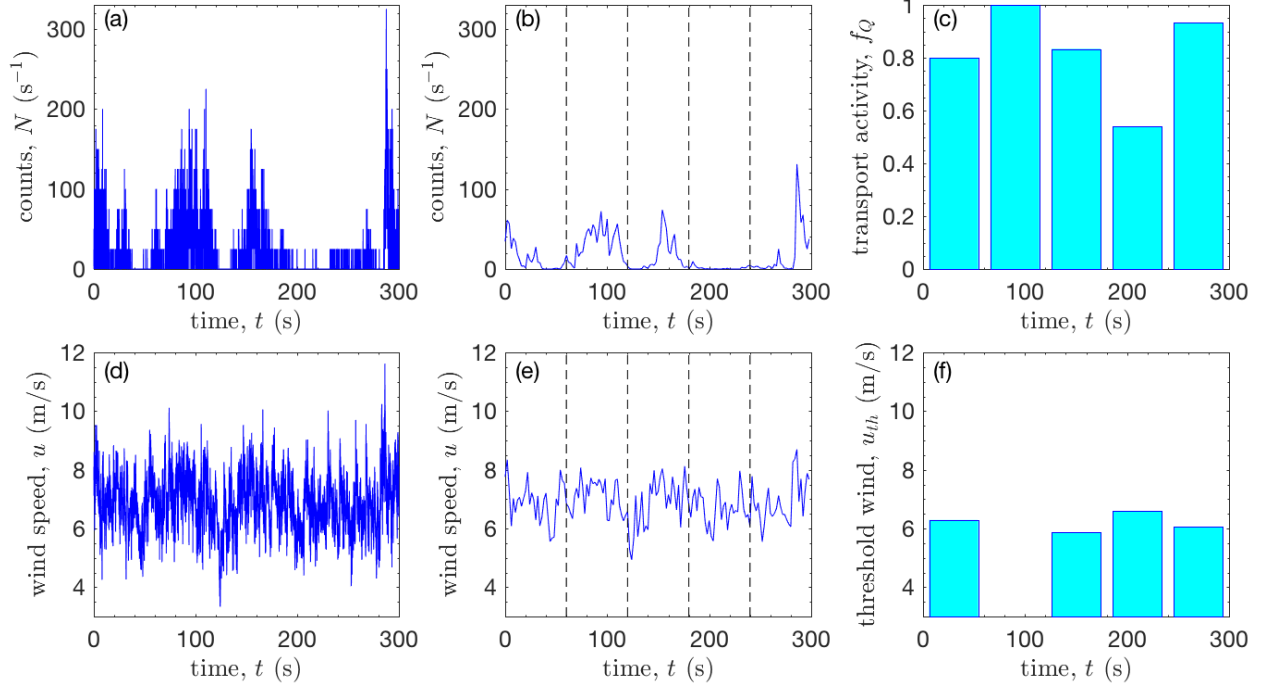 (a)
counts, N (s⁻¹)
300
200
100
0
0 100 200 300
time, t (s)
(b)
counts, N (s⁻¹)
300
200
100
0
0 100 200 300
time, t (s)
(c)
transport activity, f_Q
1
0.8
0.6
0.4
0.2
0
0 100 200 300
time, t (s)
(d)
wind speed, u (m/s)
12
10
8
6
4
0 100 200 300
time, t (s)
(e)
wind speed, u (m/s)
12
10
8
6
4
0 100 200 300
time, t (s)
(f)
threshold wind, u_th (m/s)
12
10
8
6
4
0 100 200 300
time, t (s)